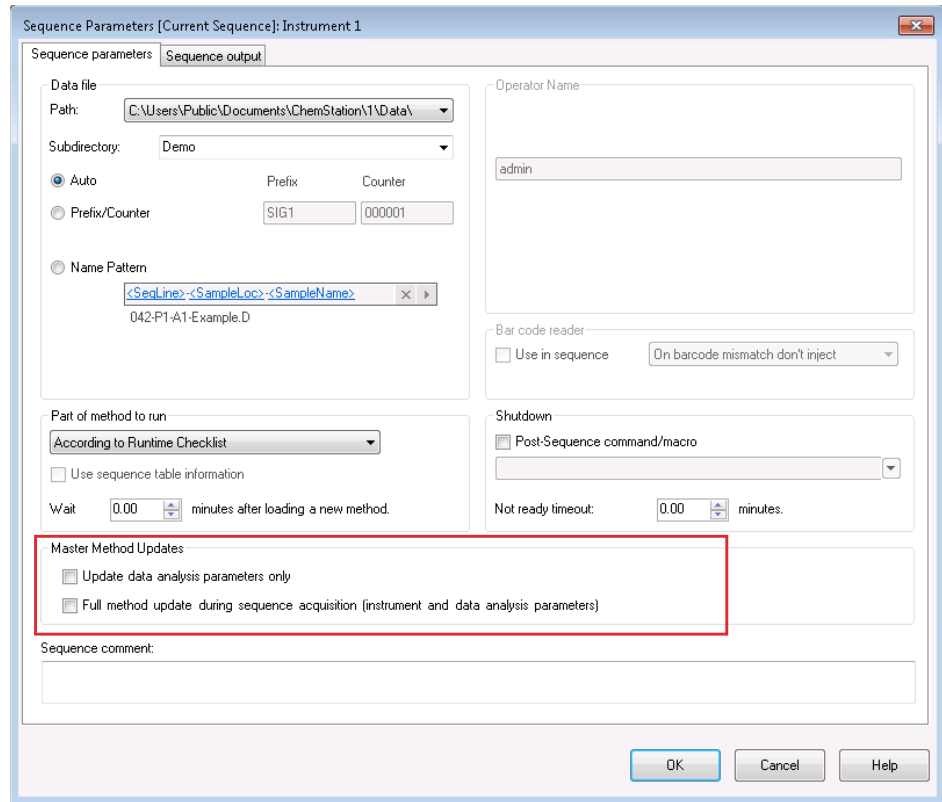 Sequence Parameters [Current Sequence]: Instrument 1
Sequence parameters
Sequence output
Data file
Path:
C:\Users\Public\Documents\ChemStation\1\Data\
Subdirectory:
Demo
Auto
Prefix
Counter
Prefix/Counter
SIG1
000001
Name Pattern
<SeqLine>-<SampleLoc>-<SampleName>
042-P1-A1-Example.D
Operator Name
admin
Bar code reader
Use in sequence
On barcode mismatch don't inject
Part of method to run
According to Runtime Checklist
Use sequence table information
Wait 0.00 minutes after loading a new method.
Shutdown
Post-Sequence command/macro
Not ready timeout: 0.00 minutes.
Master Method Updates
Update data analysis parameters only
Full method update during sequence acquisition (instrument and data analysis parameters)
Sequence comment:
OK
Cancel
Help